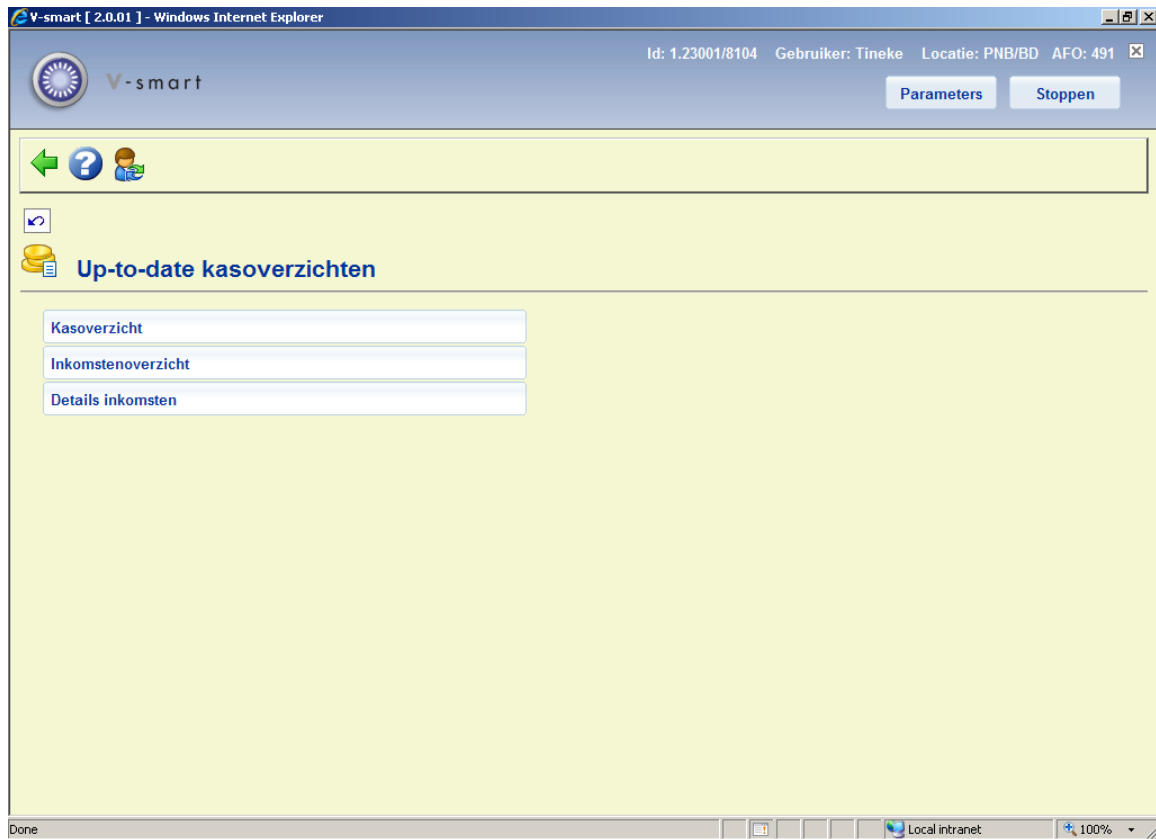 V-smart [ 2.0.01 ] - Windows Internet Explorer
Id: 1.23001/8104 Gebruiker: Tineke Locatie: PNB/BD AFO: 491
V-smart
Parameters Stoppen
Up-to-date kasoverzichten
Kasoverzicht
Inkomstenoverzicht
Details inkomsten
Done Local intranet 100%